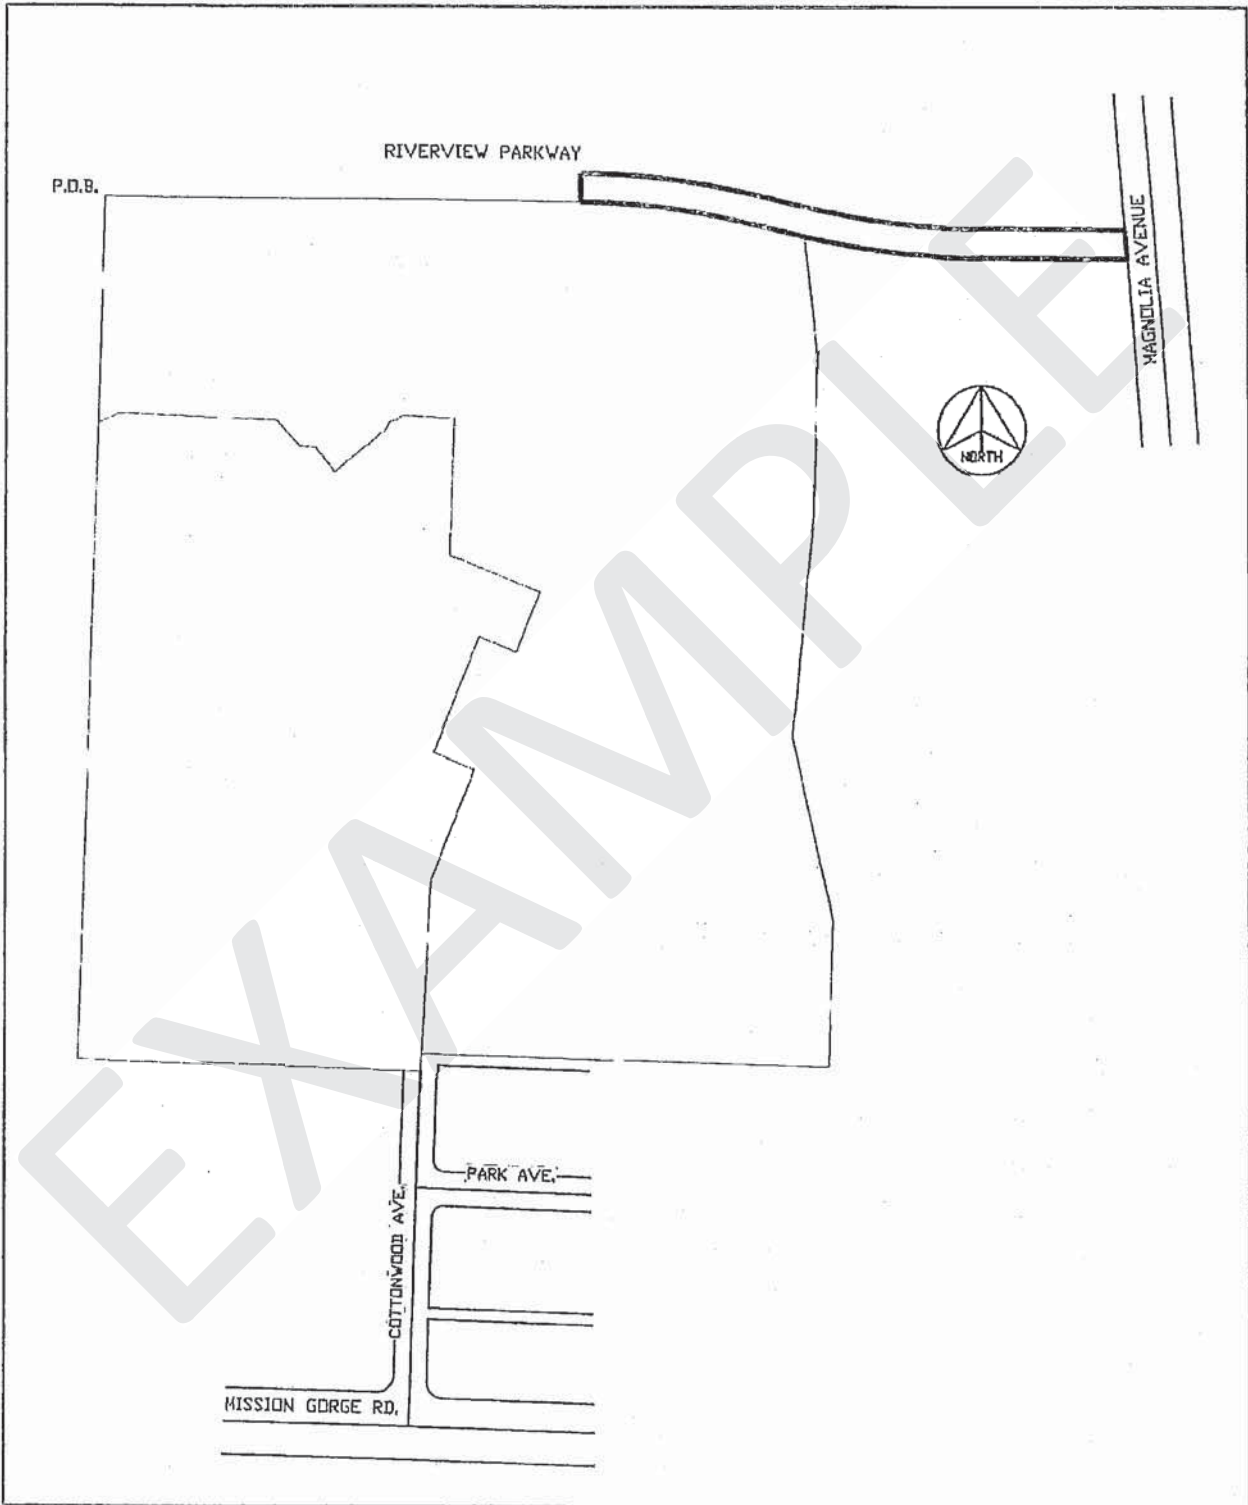 RIVERVIEW PARKWAY
P.O.B.
MAGNOLIA AVENUE
NORTH
PARK AVE.
COTTONWOOD AVE.
MISSION GORGE RD.
EXAMPLE